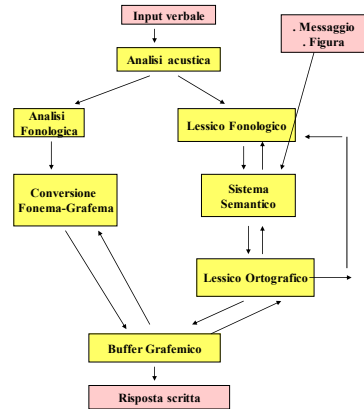 Input verbale
. Messaggio
. Figura
Analisi acustica
Analisi
Fonologica
Lessico Fonologico
Conversione
Fonema-Grafema
Sistema
Semantico
Lessico Ortografico
Buffer Grafemico
Risposta scritta